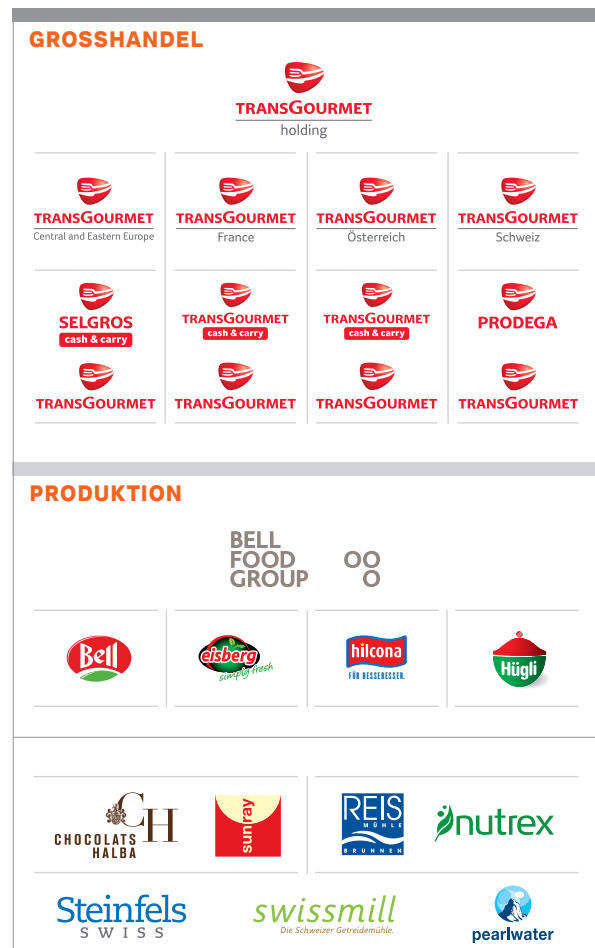 GROSSHANDEL
TRANSGOURMET
holding
TRANSGOURMET
Central and Eastern Europe
TRANSGOURMET
France
TRANSGOURMET
Österreich
TRANSGOURMET
Schweiz
SELGROS
cash & carry
TRANSGOURMET
cash & carry
TRANSGOURMET
cash & carry
PRODEGA
TRANSGOURMET
TRANSGOURMET
TRANSGOURMET
TRANSGOURMET
PRODUKTION
BELL
FOOD
GROUP
Bell
eisberg
simply fresh
hilcona
FÜR BESSERESSER.
Hügli
CH
CHOCOLATS
HALBA
sunray
REIS
MÜHLE
BRUNNEN
nutrex
Steinfels
SWISS
swissmill
Die Schweizer Getreidemühle.
pearlwater